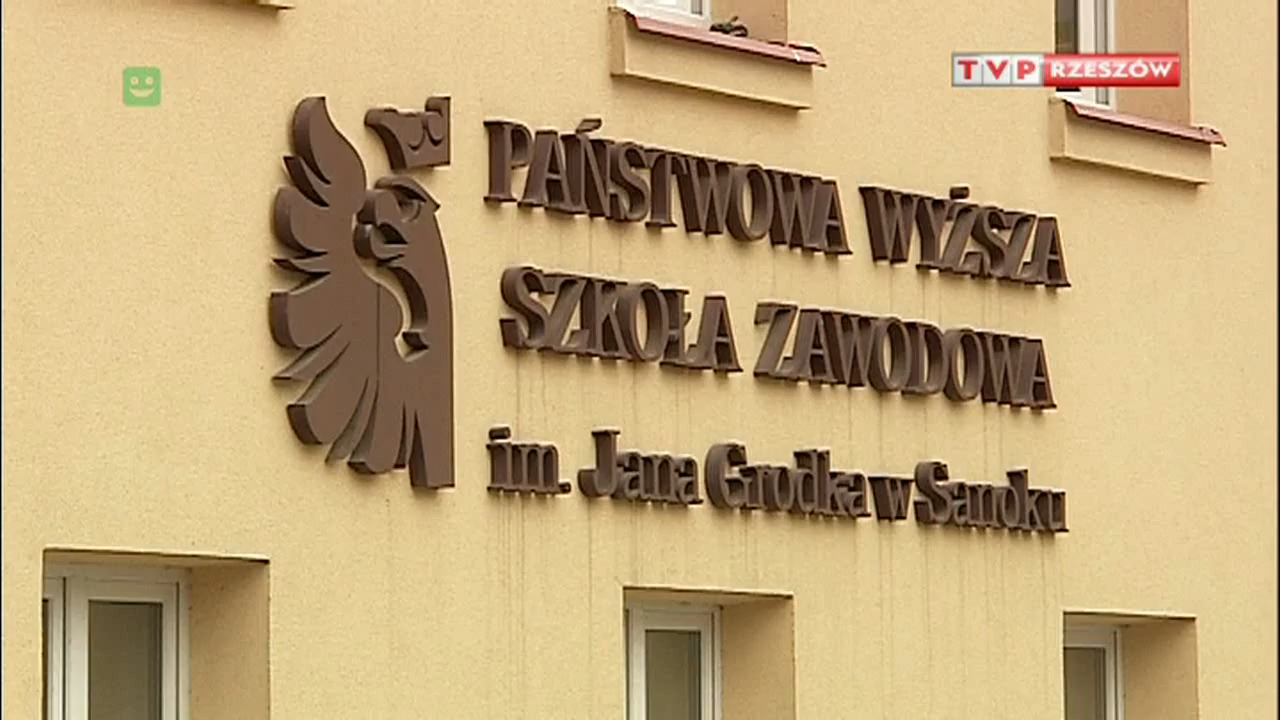 TVP RZESZÓW
PAŃSTWOWA WYŻSZA
SZKOŁA ZAWODOWA
im. Jana Grodka w Sanoku